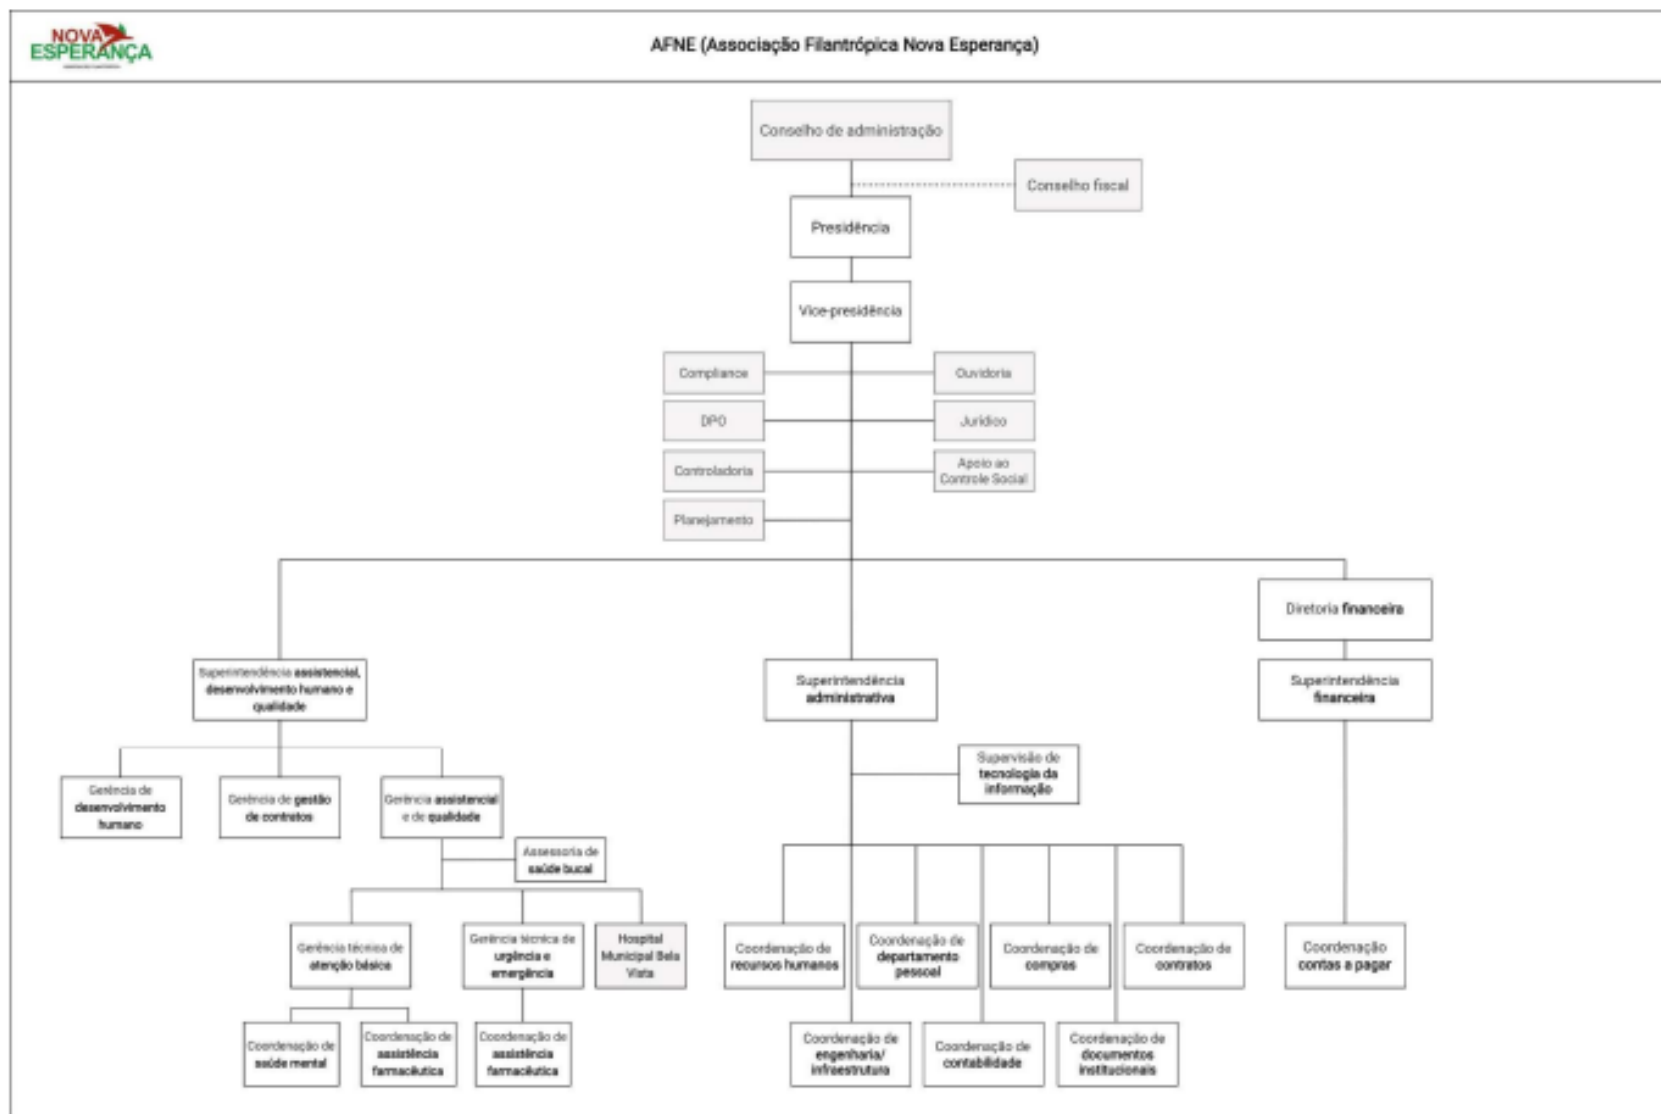 NOVA
ESPERANÇA
AFNE (Associação Filantrópica Nova Esperança)
Conselho de administração
Conselho fiscal
Presidência
Vice-presidência
Compliance
Ouvidoria
DPO
Jurídico
Controladoria
Apoio ao
Controle Social
Planejamento
Diretoria financeira
Superintendência assistencial,
desenvolvimento humano e
qualidade
Superintendência
administrativa
Superintendência
financeira
Supervisão de
tecnologia da
informação
Gerência de
desenvolvimento
humano
Gerência de gestão
de contratos
Gerência assistencial
e de qualidade
Assessoria de
saúde bucal
Gerência técnica de
atenção básica
Gerência técnica de
urgência e
emergência
Hospital
Municipal Bela
Vista
Coordenação de
recursos humanos
Coordenação de
departamento
pessoal
Coordenação de
compras
Coordenação de
contratos
Coordenação
contas a pagar
Coordenação de
saúde mental
Coordenação de
assistência
farmacêutica
Coordenação de
assistência
farmacêutica
Coordenação de
engenharia/
infraestrutura
Coordenação de
contabilidade
Coordenação de
documentos
institucionais